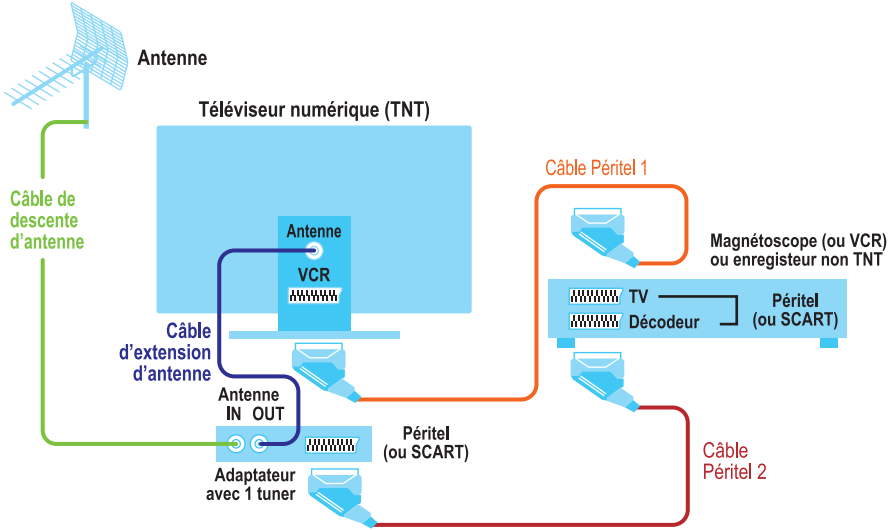 Antenne
Téléviseur numérique (TNT)
Câble Péritel 1
Câble de
descente
d'antenne
Antenne
VCR
Magnétoscope (ou VCR)
ou enregisteur non TNT
TV
Décodeur
Péritel
(ou SCART)
Câble
d'extension
d'antenne
Antenne
IN OUT
Péritel
(ou SCART)
Adaptateur
avec 1 tuner
Câble
Péritel 2